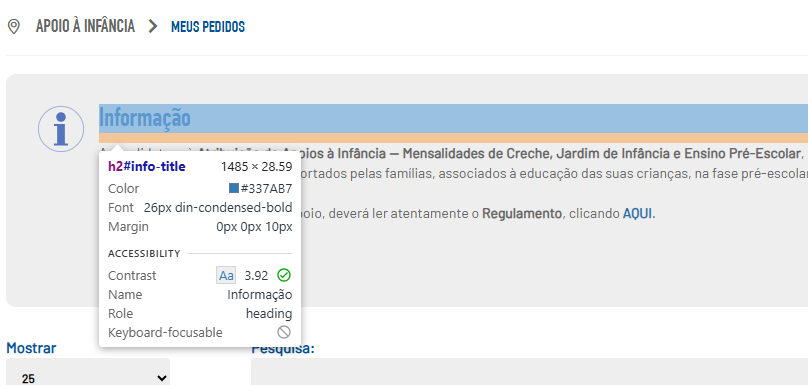 APOIO À INFÂNCIA > MEUS PEDIDOS
Informação
Atribuição de Apoios à Infância – Mensalidades de Creche, Jardim de Infância e Ensino Pré-Escolar,
h2#info-title 1485 × 28.59
ortados pelas famílias, associados à educação das suas crianças, na fase pré-escolar
Color #337AB7
Font 26px din-condensed-bold
oio, deverá ler atentamente o Regulamento, clicando AQUI.
Margin 0px 0px 10px
ACCESSIBILITY
Contrast Aa 3.92
Name Informação
Role heading
Keyboard-focusable
Mostrar
Pesquisa:
25